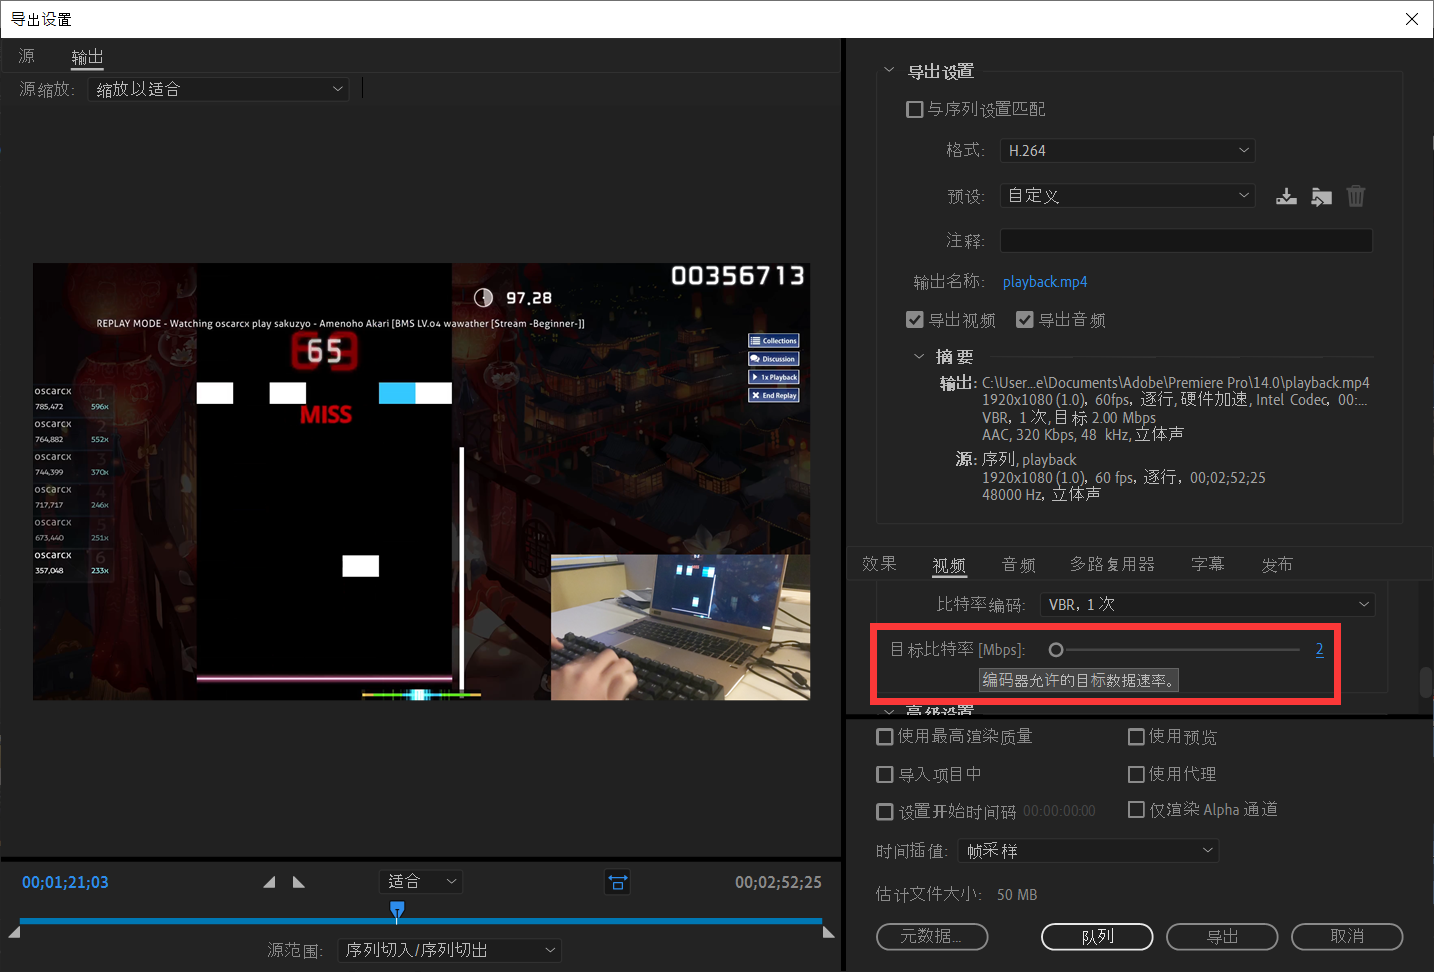 导出设置
源
输出
源缩放:
缩放以适合
00356713
97.28
REPLAY MODE - Watching oscarcx play sakuzyo - Amenoho Akari [BMS LV.04 wawather [Stream -Beginner-]]
65
MISS
Collections
Discussion
1x Playback
End Replay
oscarcx
785,472 596x
oscarcx
764,882 552x
oscarcx
744,399 370x
oscarcx
717,717 246x
oscarcx
673,440 251x
oscarcx
357,048 233x
00;01;21;03
适合
00;02;52;25
源范围:
序列切入/序列切出
导出设置
与序列设置匹配
格式:
H.264
预设:
自定义
注释:
输出名称:
playback.mp4
导出视频
导出音频
摘要
输出: C:\User...e\Documents\Adobe\Premiere Pro\14.0\playback.mp4
1920x1080 (1.0)，60fps，逐行, 硬件加速, Intel Codec，00:...
VBR，1 次, 目标 2.00 Mbps
AAC, 320 Kbps, 48 kHz, 立体声
源: 序列, playback
1920x1080 (1.0)，60 fps，逐行，00;02;52;25
48000 Hz，立体声
效果
视频
音频
多路复用器
字幕
发布
比特率编码:
VBR，1 次
目标比特率 [Mbps]:
2
编码器允许的目标数据速率。
高级设置
使用最高渲染质量
使用预览
导入项目中
使用代理
设置开始时间码 00:00:00:00
仅渲染 Alpha 通道
时间插值:
帧采样
估计文件大小: 50 MB
元数据...
队列
导出
取消